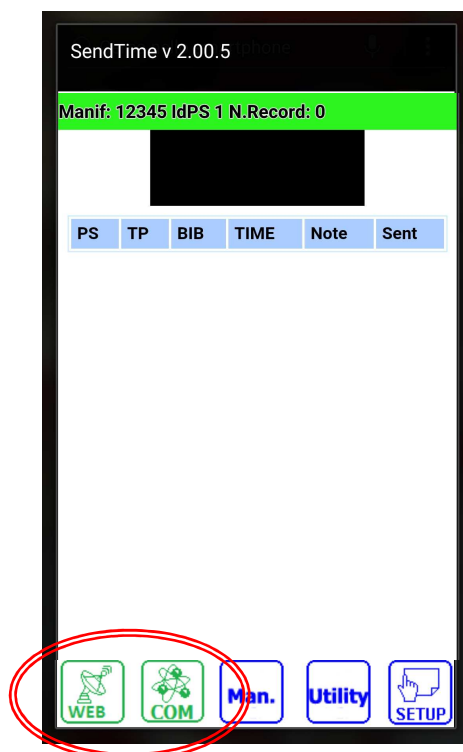 SendTime v 2.00.5
Manif: 12345 IdPS 1 N.Record: 0
PS TP BIB TIME Note Sent
WEB COM Man. Utility SETUP